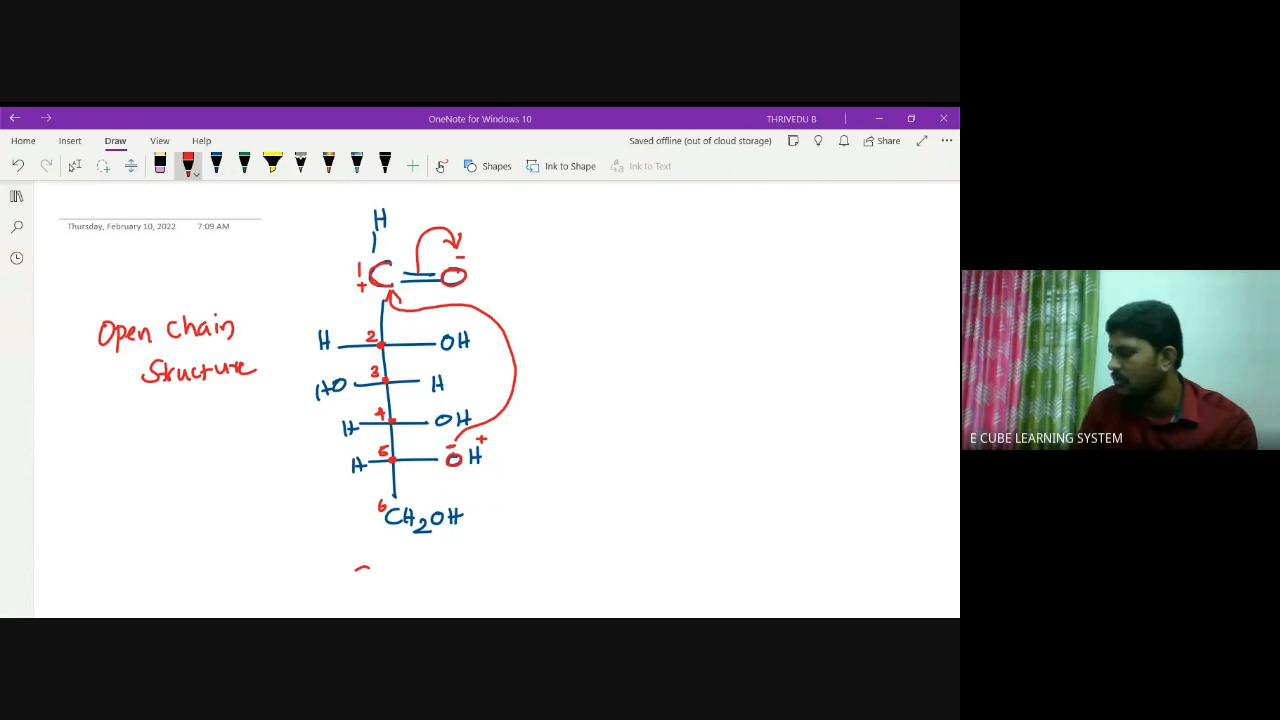 OneNote for Windows 10
THRIVEDU B
Home Insert Draw View Help
Saved offline (out of cloud storage)
Share
Shapes
Ink to Shape
Ink to Text
Thursday, February 10, 2022 7:09 AM
H
1 C = O -
+
Open Chain
Structure
2
H OH
3
HO H
4
H OH
5 - +
H O H
6
CH2OH
E CUBE LEARNING SYSTEM